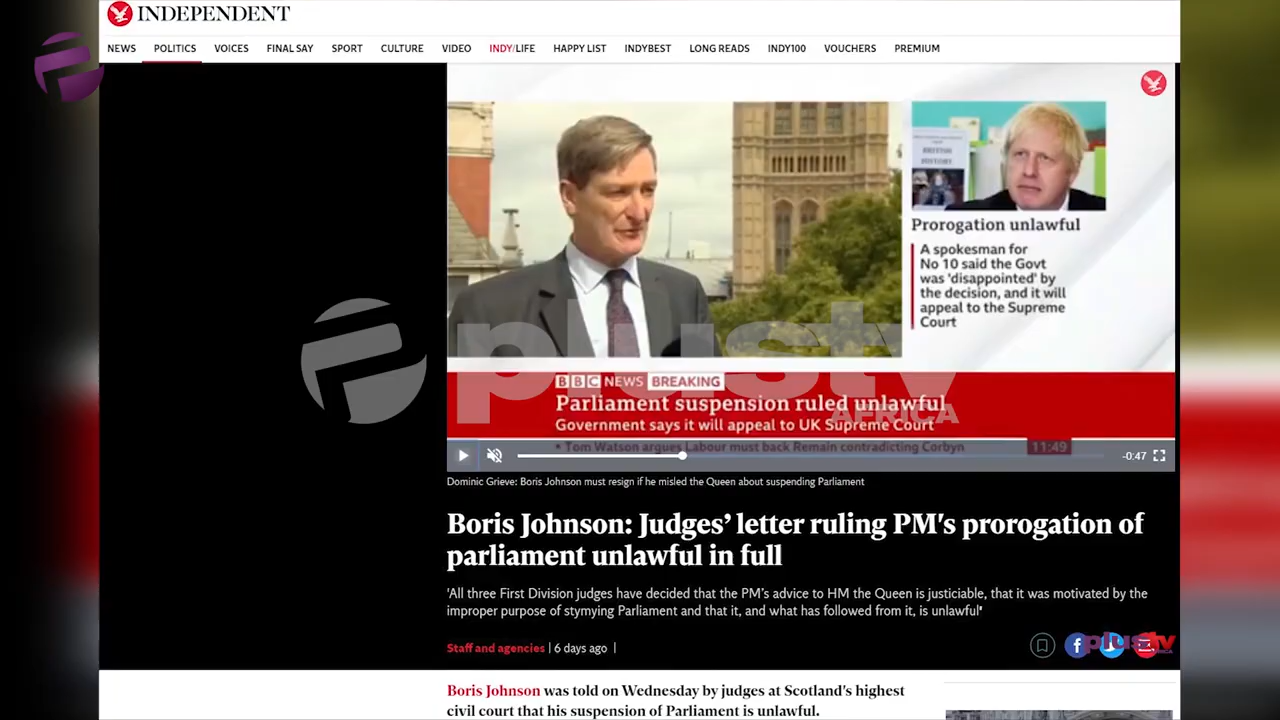 INDEPENDENT
NEWS POLITICS VOICES FINAL SAY SPORT CULTURE VIDEO INDY/LIFE HAPPY LIST INDYBEST LONG READS INDY100 VOUCHERS PREMIUM
BRITISH
HISTORY
Prorogation unlawful
A spokesman for
No 10 said the Govt
was 'disappointed' by
the decision, and it will
appeal to the Supreme
Court
plustv
AFRICA
BBC NEWS BREAKING
Parliament suspension ruled unlawful
Government says it will appeal to UK Supreme Court
Tom Watson argues Labour must back Remain contradicting Corbyn 11:49
-0:47
Dominic Grieve: Boris Johnson must resign if he misled the Queen about suspending Parliament
Boris Johnson: Judges’ letter ruling PM's prorogation of
parliament unlawful in full
'All three First Division judges have decided that the PM’s advice to HM the Queen is justiciable, that it was motivated by the
improper purpose of stymying Parliament and that it, and what has followed from it, is unlawful'
Staff and agencies | 6 days ago |
plustv
AFRICA
Boris Johnson was told on Wednesday by judges at Scotland's highest
civil court that his suspension of Parliament is unlawful.